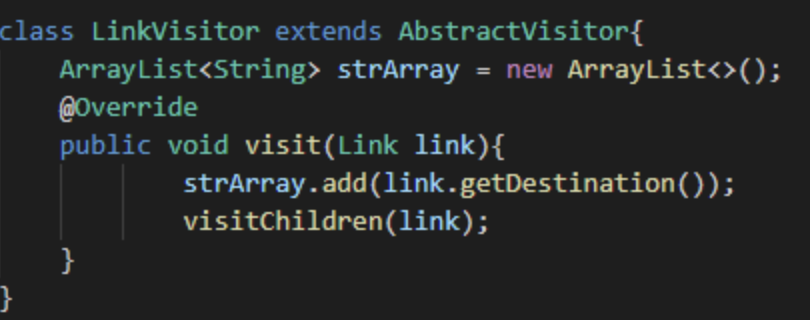 class LinkVisitor extends AbstractVisitor{
    ArrayList<String> strArray = new ArrayList<>();
    @Override
    public void visit(Link link){
            strArray.add(link.getDestination());
            visitChildren(link);
    }
}